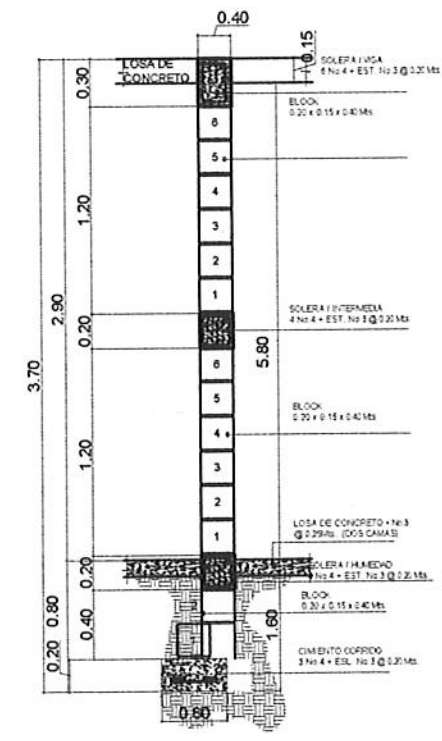 0.40
0.15
LOSA DE
CONCRETO
SOLERA / VIGA
6 No.4 + EST. No.3 @ 0.20 Mts
0.30
BLOCK
0.20 x 0.15 x 0.40 Mts
6
5
4
3
2
1
1.20
2.90
3.70
0.20
SOLERA / INTERMEDIA
4 No.4 + EST. No.3 @ 0.20 Mts
5.80
6
5
4
3
2
1
1.20
BLOCK
0.20 x 0.15 x 0.40 Mts
LOSA DE CONCRETO + No.3
@ 0.25 Mts. (DOS CAMAS)
0.20
SOLERA / HUMEDAD
No.4 + EST. No.3 @ 0.20 Mts
0.80
0.40
BLOCK
0.20 x 0.15 x 0.40 Mts
1.60
0.20
CIMIENTO CORRIDO
3 No.4 + ESL. No.3 @ 0.20 Mts
0.60